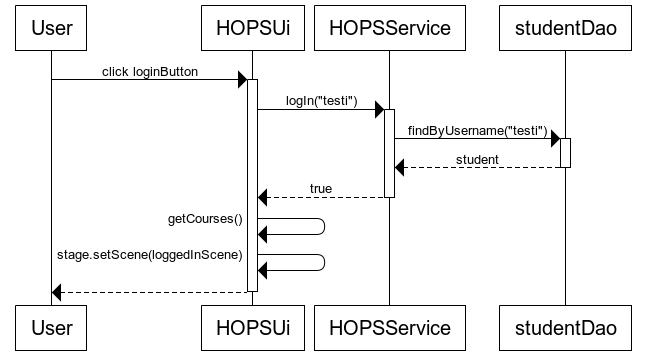 User
HOPSUi
HOPSService
studentDao
click loginButton
logIn("testi")
findByUsername("testi")
student
true
getCourses()
stage.setScene(loggedInScene)
User
HOPSUi
HOPSService
studentDao